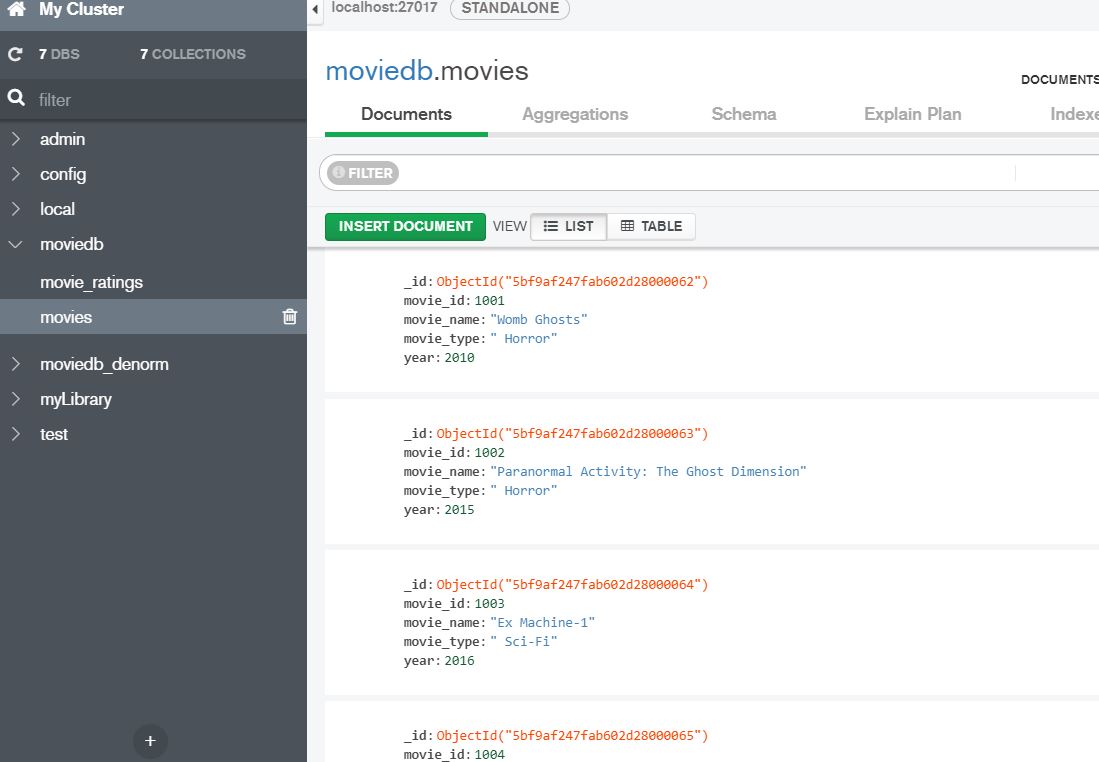 My Cluster
7 DBS 7 COLLECTIONS
filter
admin
config
local
moviedb
movie_ratings
movies
moviedb_denorm
myLibrary
test
+
localhost:27017 STANDALONE
moviedb.movies
DOCUMENTS
Documents Aggregations Schema Explain Plan Indexe
FILTER
INSERT DOCUMENT VIEW LIST TABLE
_id: ObjectId("5bf9af247fab602d28000062")
movie_id: 1001
movie_name: "Womb Ghosts"
movie_type: " Horror"
year: 2010
_id: ObjectId("5bf9af247fab602d28000063")
movie_id: 1002
movie_name: "Paranormal Activity: The Ghost Dimension"
movie_type: " Horror"
year: 2015
_id: ObjectId("5bf9af247fab602d28000064")
movie_id: 1003
movie_name: "Ex Machine-1"
movie_type: " Sci-Fi"
year: 2016
_id: ObjectId("5bf9af247fab602d28000065")
movie_id: 1004